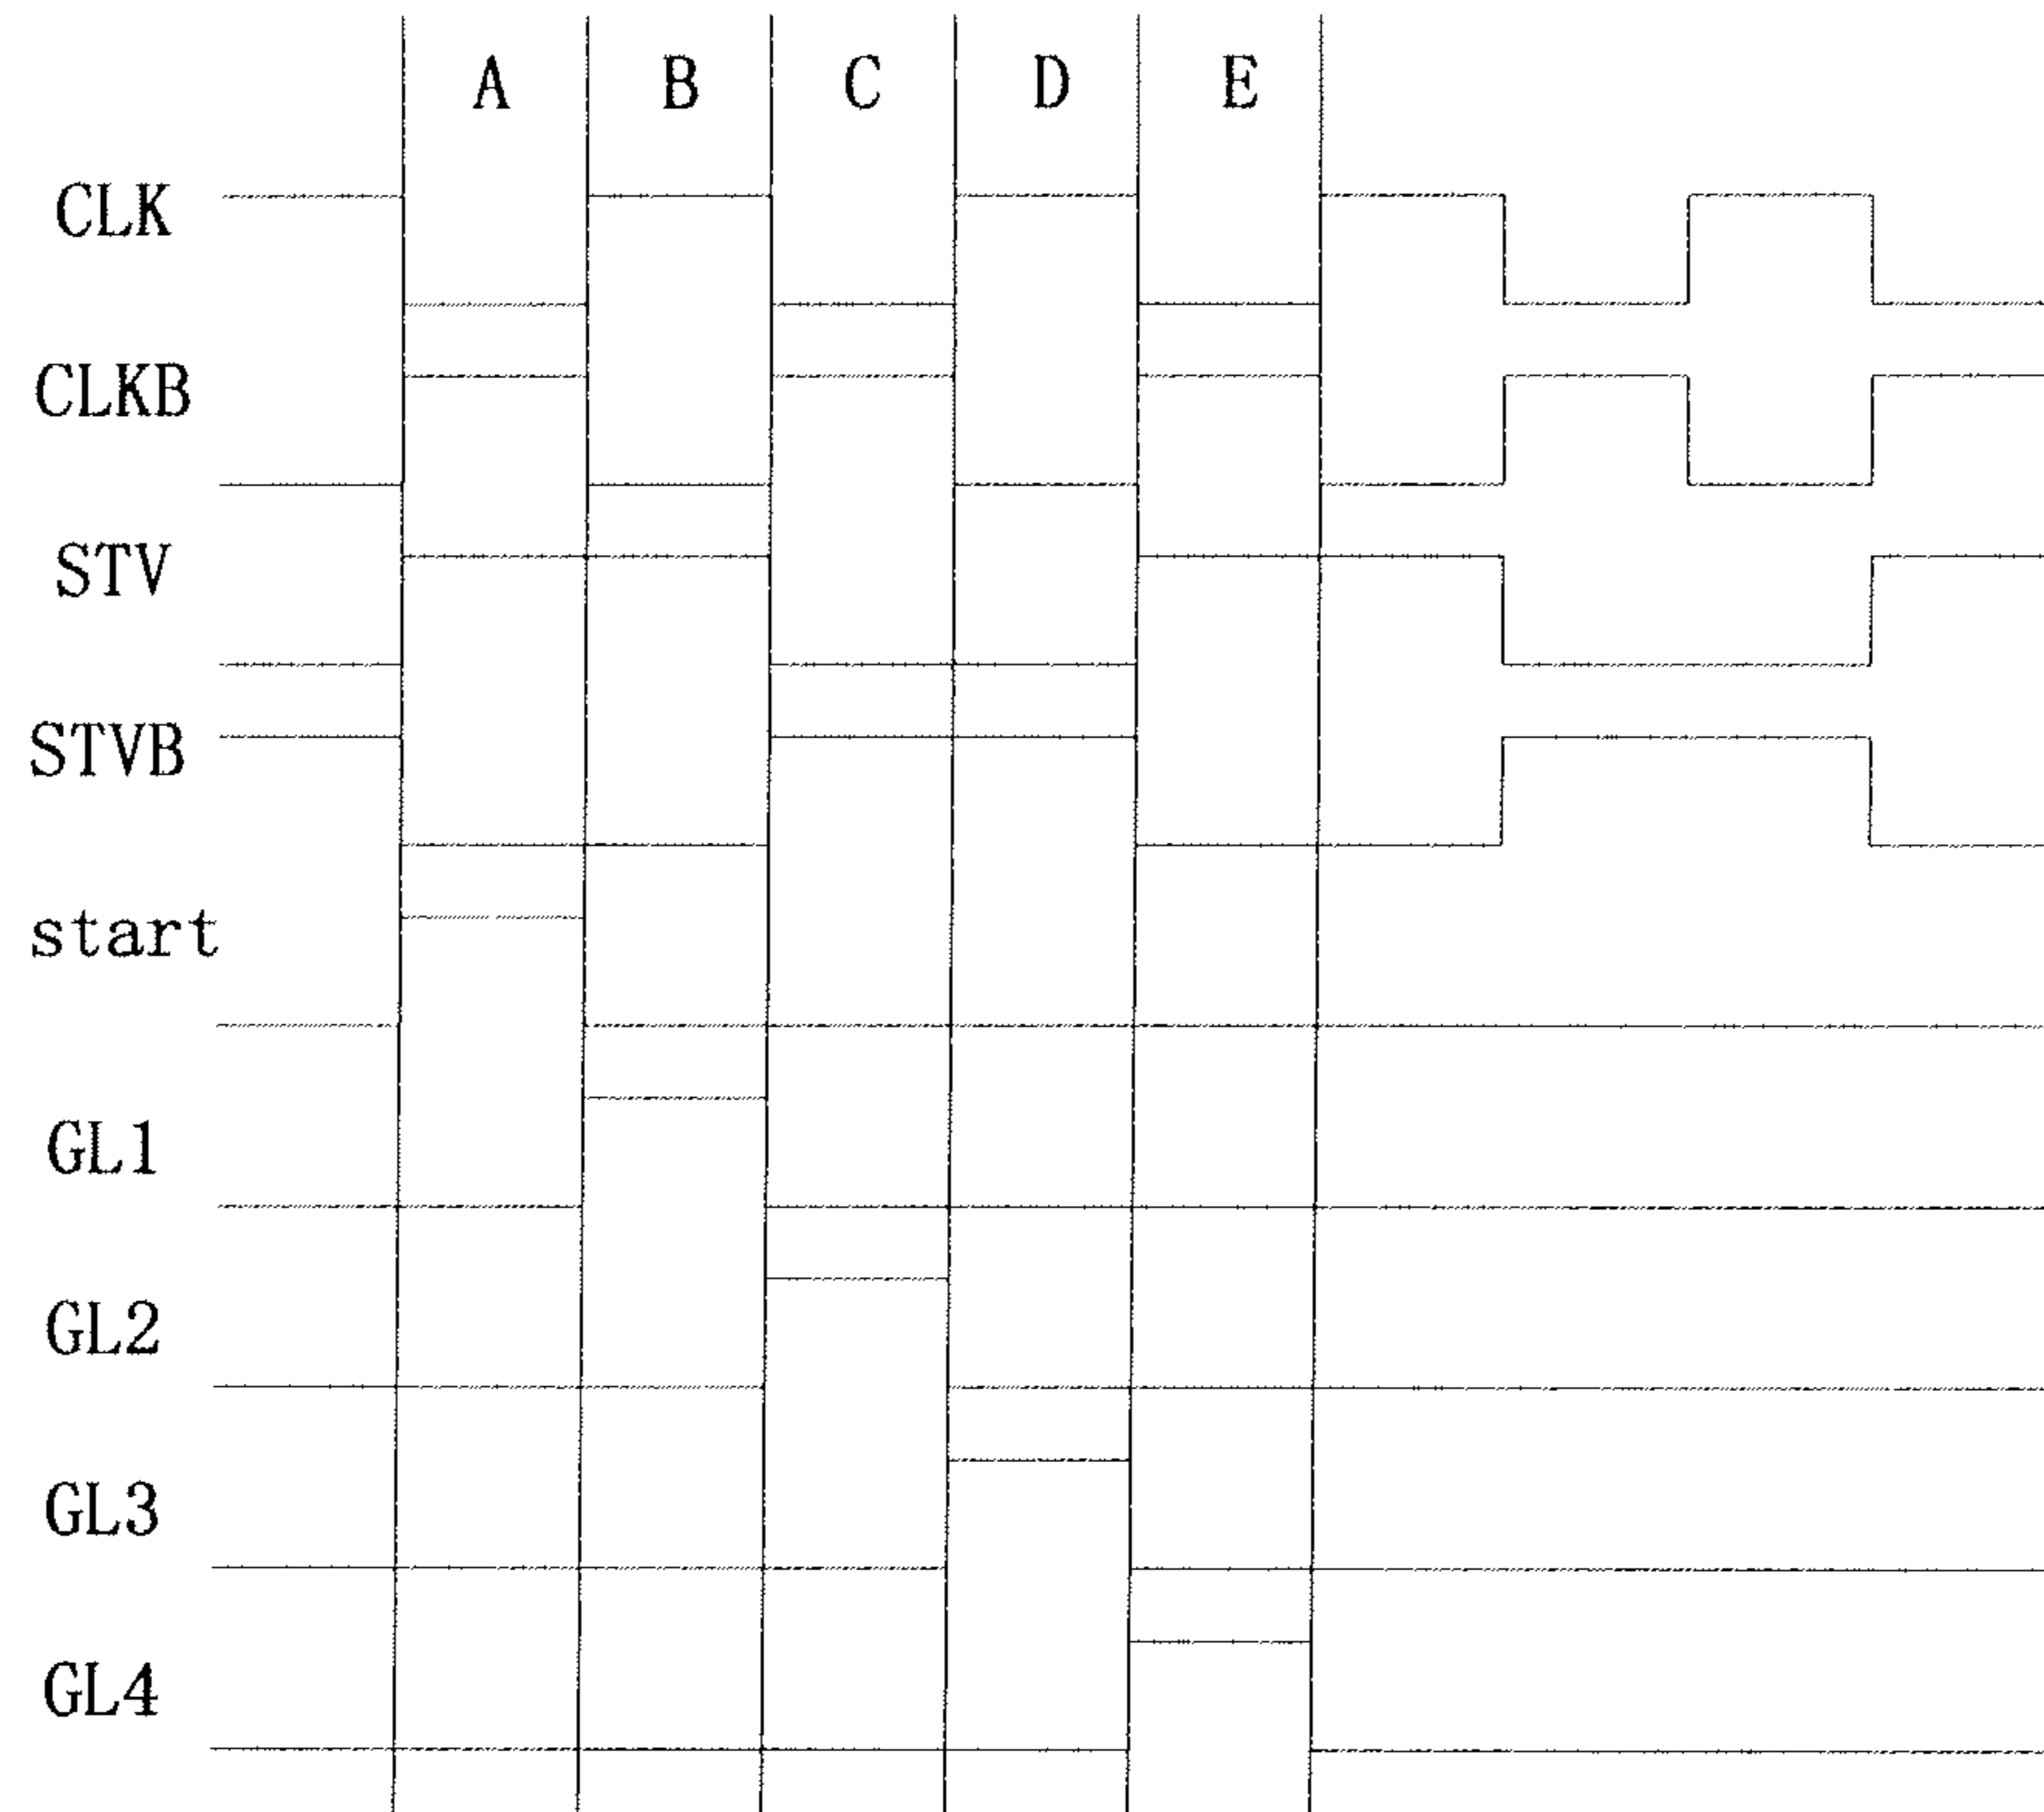 A B C D E
CLK
CLKB
STV
STVB
start
GL1
GL2
GL3
GL4